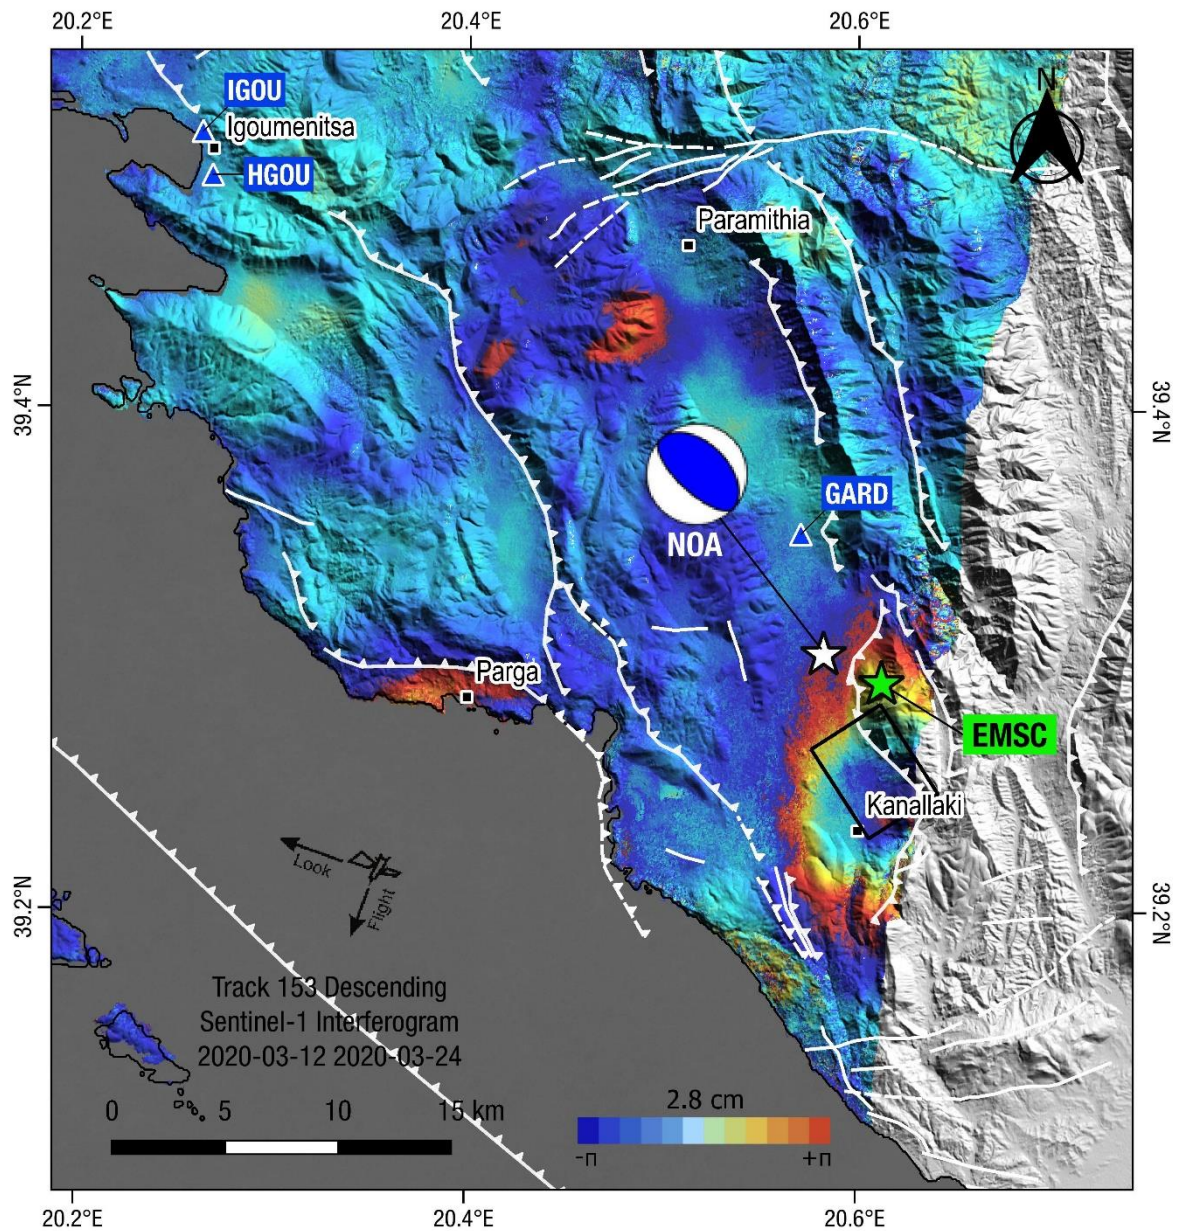 20.2°E
20.4°E
20.6°E
N
IGOU
Igoumenitsa
HGOU
Paramithia
39.4°N
39.4°N
GARD
NOA
Parga
EMSC
Kanallaki
Look
Flight
39.2°N
39.2°N
Track 153 Descending
Sentinel-1 Interferogram
2020-03-12 2020-03-24
0 5 10 15 km
2.8 cm
-π +π
20.2°E
20.4°E
20.6°E